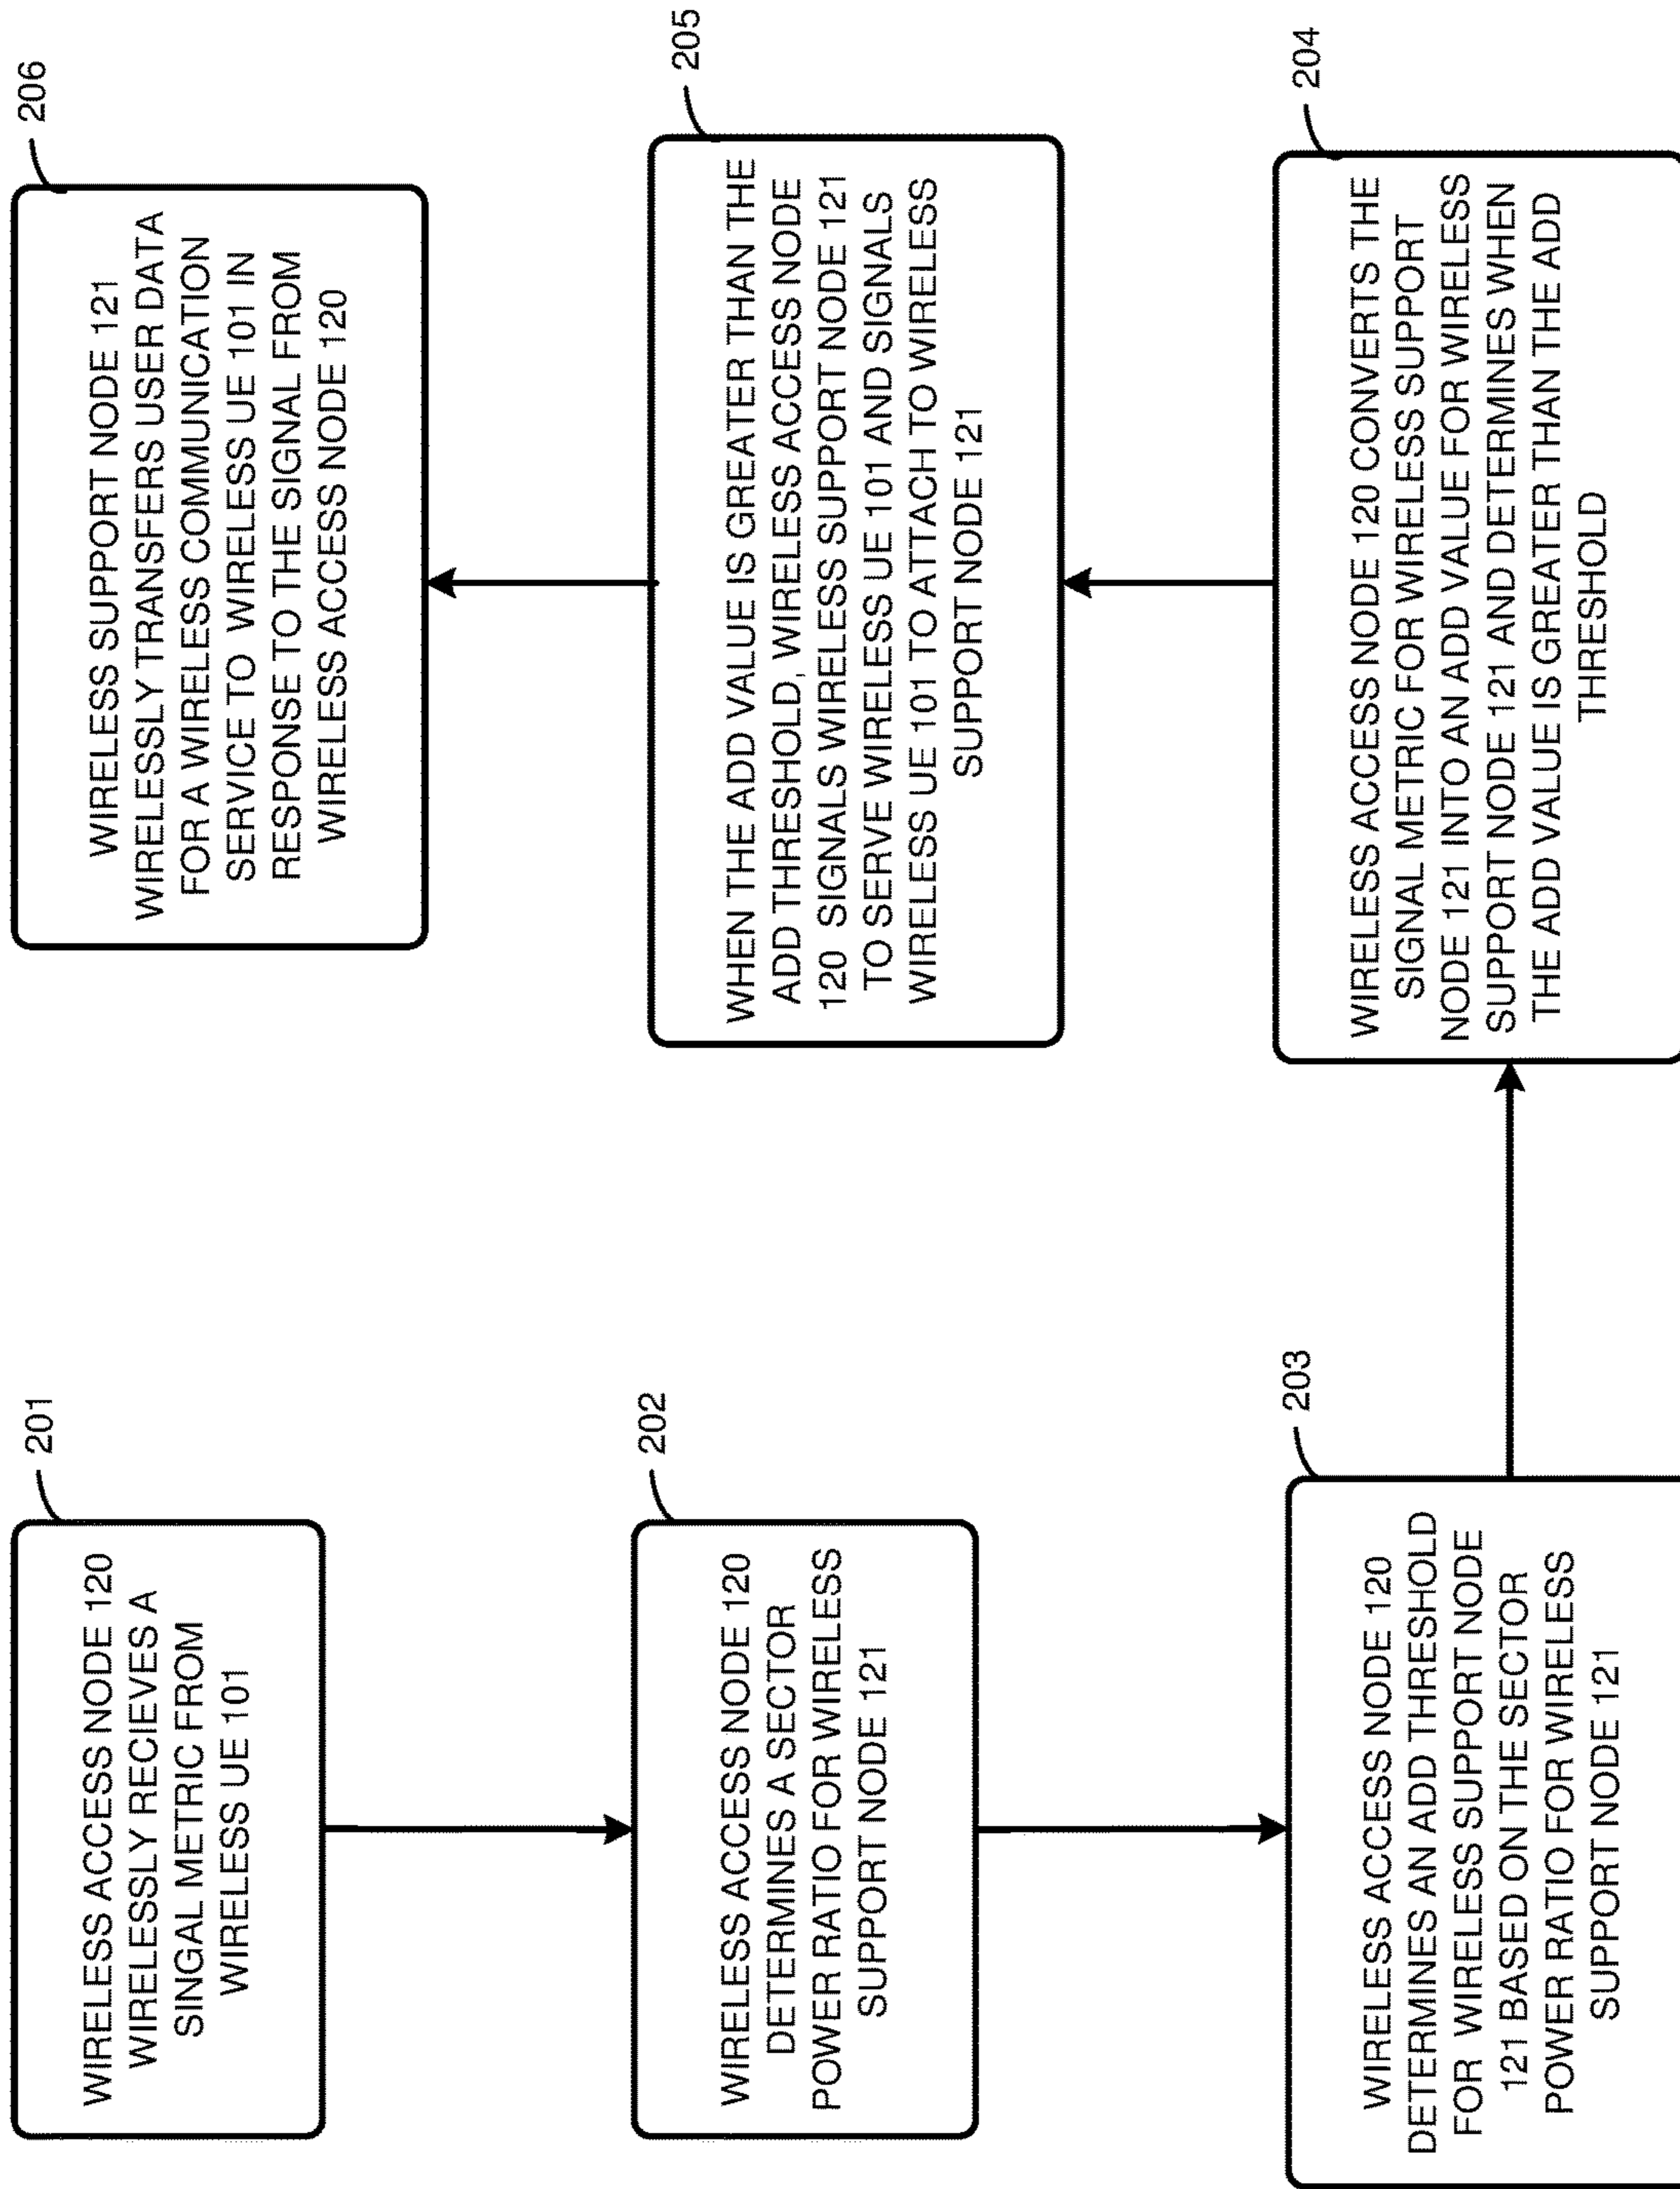 201
WIRELESS ACCESS NODE 120
WIRELESSLY RECIEVES A
SINGAL METRIC FROM
WIRELESS UE 101
202
WIRELESS ACCESS NODE 120
DETERMINES A SECTOR
POWER RATIO FOR WIRELESS
SUPPORT NODE 121
203
WIRELESS ACCESS NODE 120
DETERMINES AN ADD THRESHOLD
FOR WIRELESS SUPPORT NODE
121 BASED ON THE SECTOR
POWER RATIO FOR WIRELESS
SUPPORT NODE 121
204
WIRELESS ACCESS NODE 120 CONVERTS THE
SIGNAL METRIC FOR WIRELESS SUPPORT
NODE 121 INTO AN ADD VALUE FOR WIRELESS
SUPPORT NODE 121 AND DETERMINES WHEN
THE ADD VALUE IS GREATER THAN THE ADD
THRESHOLD
205
WHEN THE ADD VALUE IS GREATER THAN THE
ADD THRESHOLD, WIRELESS ACCESS NODE
120 SIGNALS WIRELESS SUPPORT NODE 121
TO SERVE WIRELESS UE 101 AND SIGNALS
WIRELESS UE 101 TO ATTACH TO WIRELESS
SUPPORT NODE 121
206
WIRELESS SUPPORT NODE 121
WIRELESSLY TRANSFERS USER DATA
FOR A WIRELESS COMMUNICATION
SERVICE TO WIRELESS UE 101 IN
RESPONSE TO THE SIGNAL FROM
WIRELESS ACCESS NODE 120